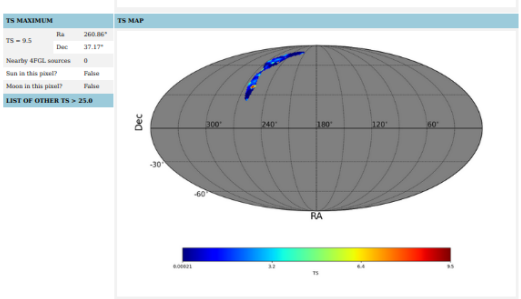 TS MAXIMUM
TS = 9.5
Ra 260.86°
Dec 37.17°
Nearby 4FGL sources 0
Sun in this pixel? False
Moon in this pixel? False
LIST OF OTHER TS > 25.0
TS MAP
Dec
300° 240° 180° 120° 60°
-30°
-60°
RA
0.00021 3.2 6.4 9.5
TS